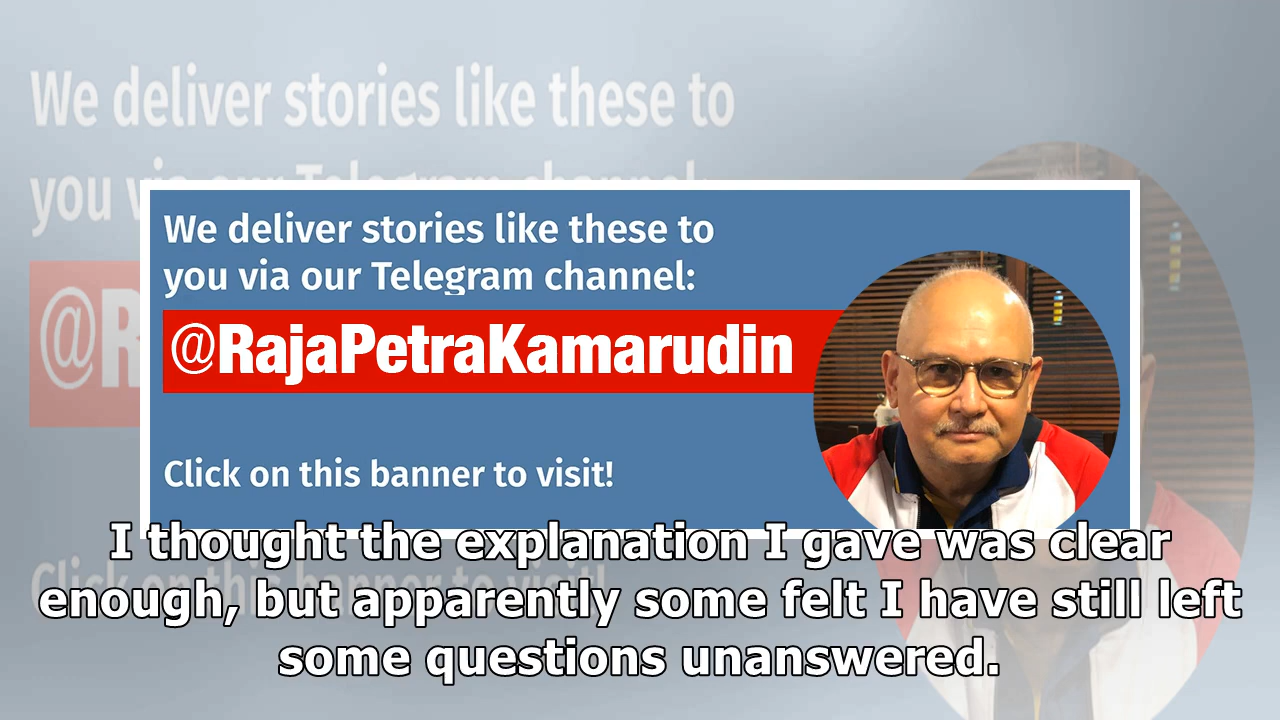 We deliver stories like these to
you via our Telegram channel:
@RajaPetraKamarudin
Click on this banner to visit!
I thought the explanation I gave was clear
enough, but apparently some felt I have still left
some questions unanswered.